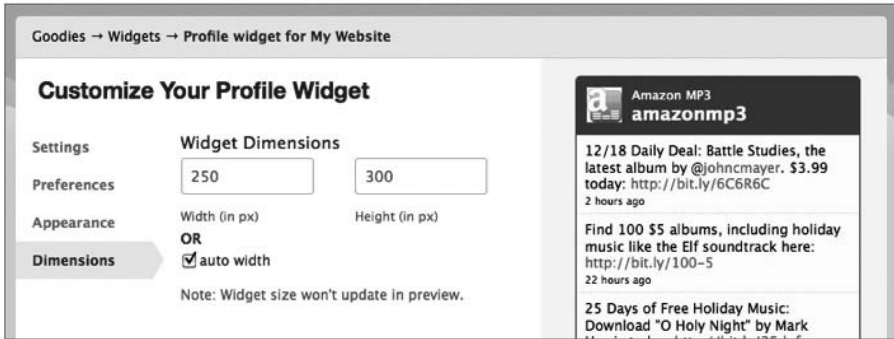 Goodies → Widgets → Profile widget for My Website
Customize Your Profile Widget
Settings
Preferences
Appearance
Dimensions
Widget Dimensions
250
300
Width (in px)
Height (in px)
OR
auto width
Note: Widget size won't update in preview.
Amazon MP3
amazonmp3
12/18 Daily Deal: Battle Studies, the
latest album by @johncmayer. $3.99
today: http://bit.ly/6C6R6C
2 hours ago
Find 100 $5 albums, including holiday
music like the Elf soundtrack here:
http://bit.ly/100-5
22 hours ago
25 Days of Free Holiday Music:
Download "O Holy Night" by Mark